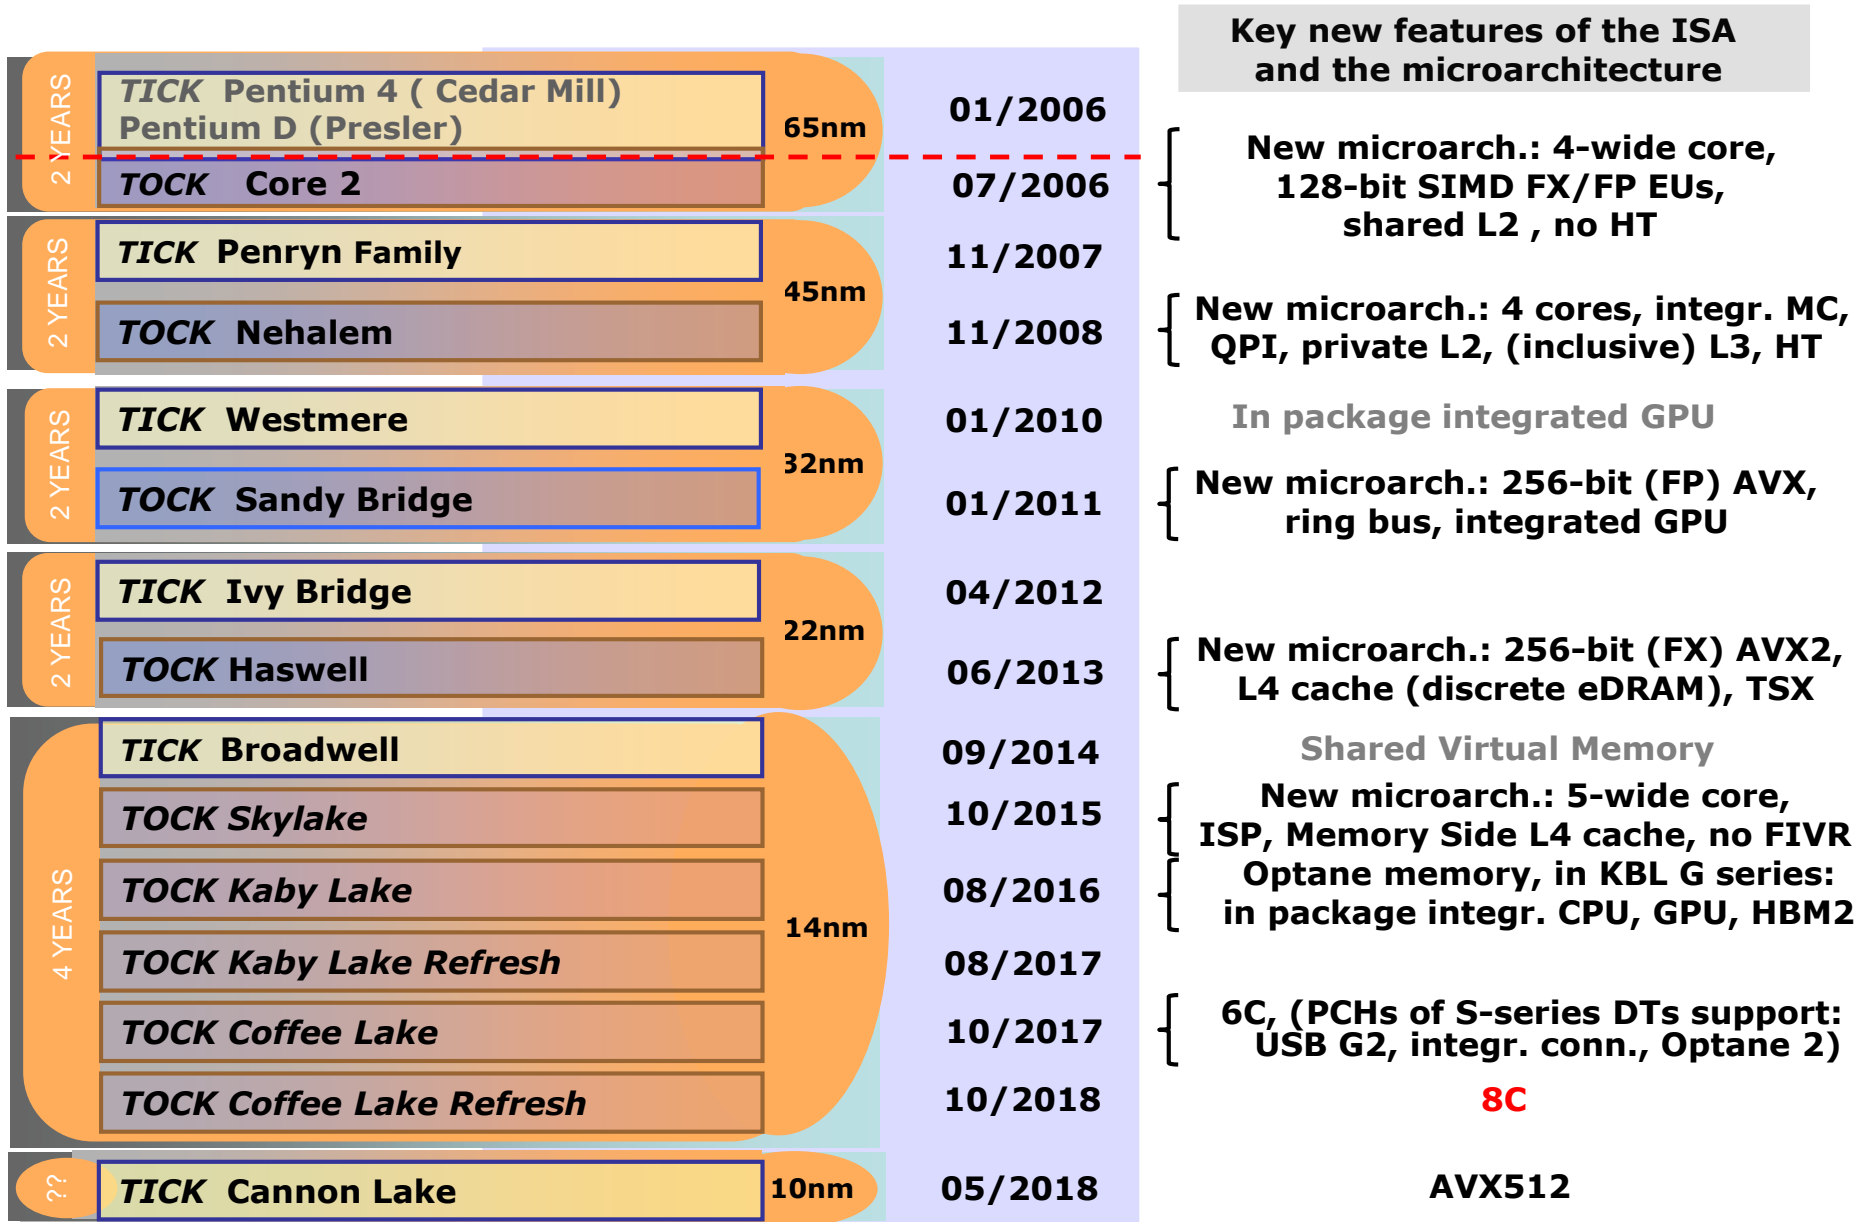 Key new features of the ISA
and the microarchitecture
2 YEARS
TICK Pentium 4 ( Cedar Mill)
Pentium D (Presler)
65nm
01/2006
TOCK Core 2
07/2006
New microarch.: 4-wide core,
128-bit SIMD FX/FP EUs,
shared L2 , no HT
2 YEARS
TICK Penryn Family
45nm
11/2007
TOCK Nehalem
11/2008
New microarch.: 4 cores, integr. MC,
QPI, private L2, (inclusive) L3, HT
2 YEARS
TICK Westmere
32nm
01/2010
In package integrated GPU
TOCK Sandy Bridge
01/2011
New microarch.: 256-bit (FP) AVX,
ring bus, integrated GPU
2 YEARS
TICK Ivy Bridge
22nm
04/2012
TOCK Haswell
06/2013
New microarch.: 256-bit (FX) AVX2,
L4 cache (discrete eDRAM), TSX
4 YEARS
TICK Broadwell
14nm
09/2014
Shared Virtual Memory
TOCK Skylake
10/2015
New microarch.: 5-wide core,
ISP, Memory Side L4 cache, no FIVR
TOCK Kaby Lake
08/2016
Optane memory, in KBL G series:
in package integr. CPU, GPU, HBM2
TOCK Kaby Lake Refresh
08/2017
TOCK Coffee Lake
10/2017
6C, (PCHs of S-series DTs support:
USB G2, integr. conn., Optane 2)
TOCK Coffee Lake Refresh
10/2018
8C
??
TICK Cannon Lake
10nm
05/2018
AVX512